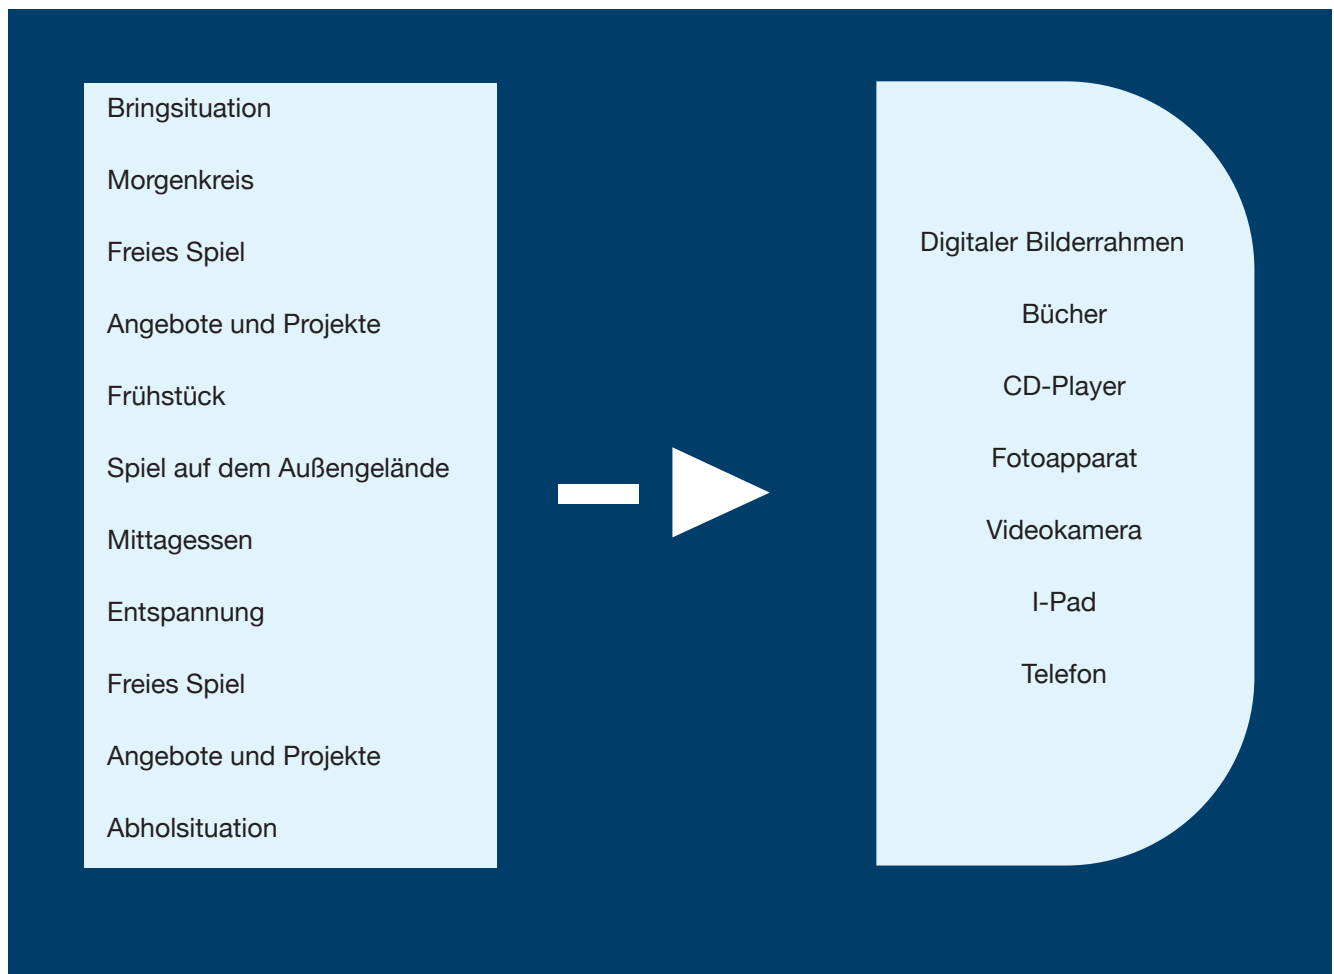 Bringsituation
Morgenkreis
Freies Spiel
Angebote und Projekte
Frühstück
Spiel auf dem Außengelände
Mittagessen
Entspannung
Freies Spiel
Angebote und Projekte
Abholsituation
Digitaler Bilderrahmen
Bücher
CD-Player
Fotoapparat
Videokamera
I-Pad
Telefon